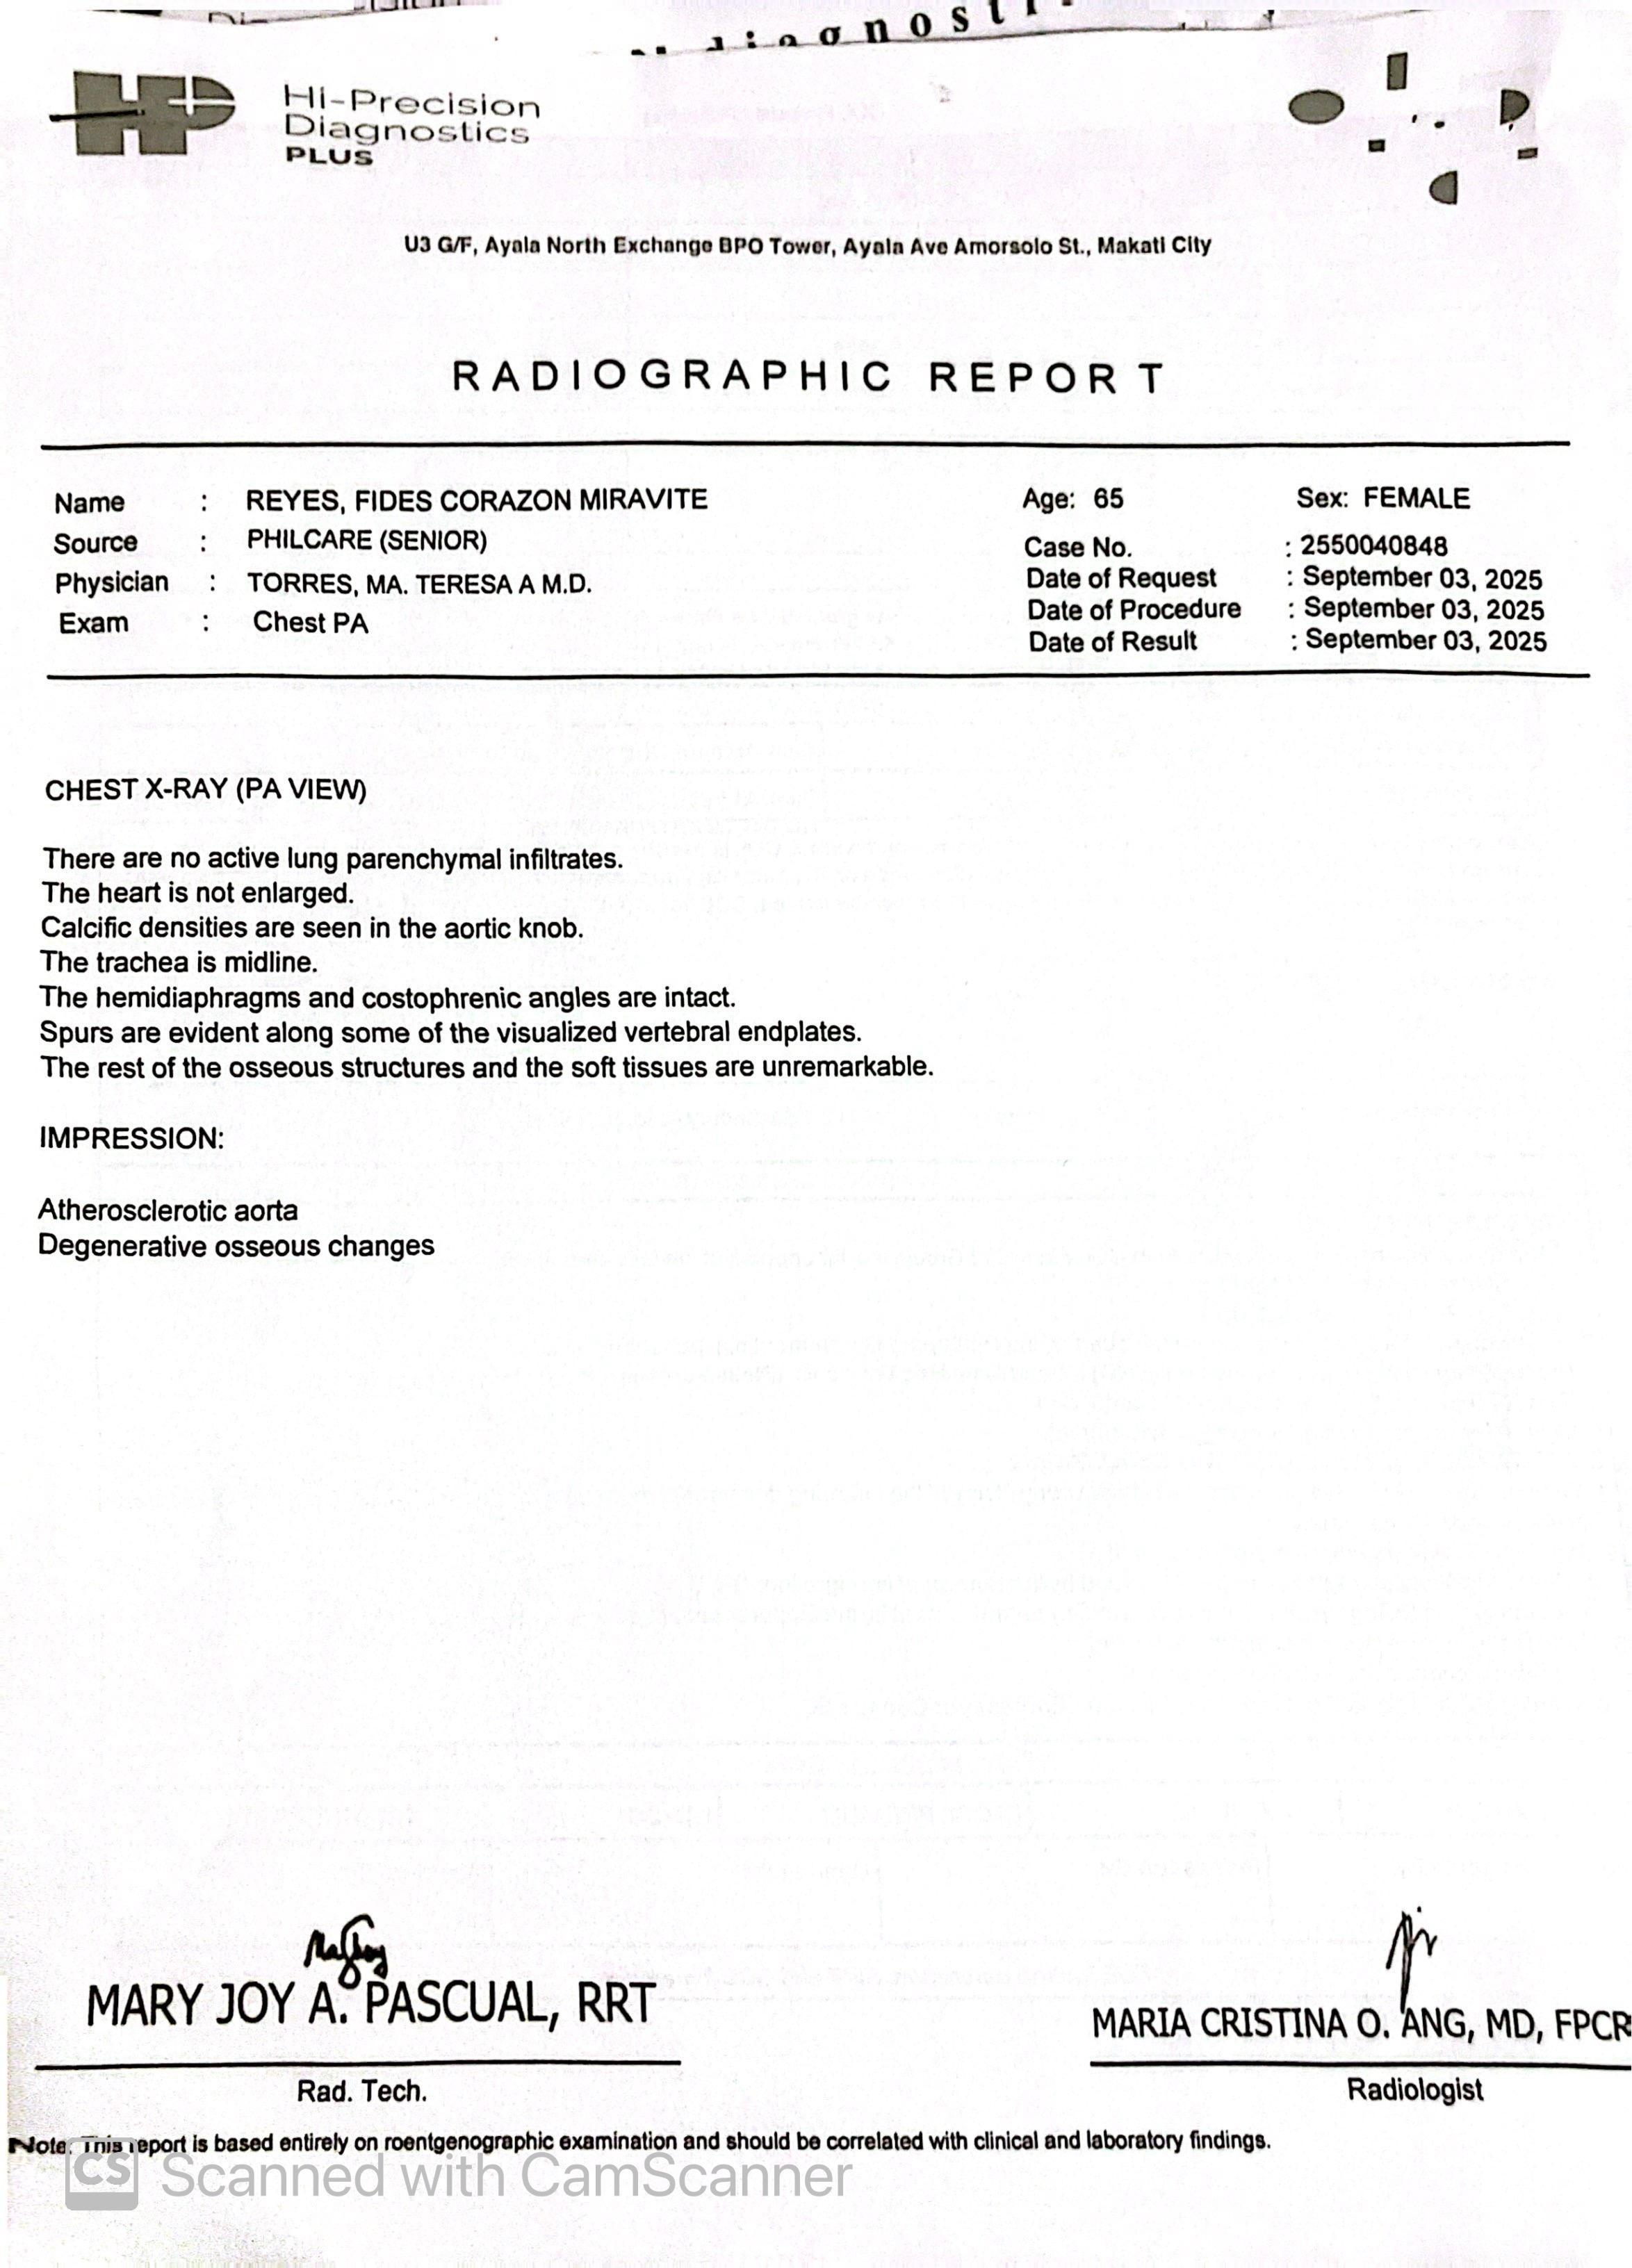 Hi-Precision
Diagnostics
PLUS
U3 G/F, Ayala North Exchange BPO Tower, Ayala Ave Amorsolo St., Makati City
RADIOGRAPHIC REPORT
Name : REYES, FIDES CORAZON MIRAVITE Age: 65 Sex: FEMALE
Source : PHILCARE (SENIOR) Case No. : 2550040848
Physician : TORRES, MA. TERESA A M.D. Date of Request : September 03, 2025
Exam : Chest PA Date of Procedure : September 03, 2025
Date of Result : September 03, 2025
CHEST X-RAY (PA VIEW)
There are no active lung parenchymal infiltrates.
The heart is not enlarged.
Calcific densities are seen in the aortic knob.
The trachea is midline.
The hemidiaphragms and costophrenic angles are intact.
Spurs are evident along some of the visualized vertebral endplates.
The rest of the osseous structures and the soft tissues are unremarkable.
IMPRESSION:
Atherosclerotic aorta
Degenerative osseous changes
MARY JOY A. PASCUAL, RRT
Rad. Tech.
MARIA CRISTINA O. ANG, MD, FPCR
Radiologist
Note: This report is based entirely on roentgenographic examination and should be correlated with clinical and laboratory findings.
CS Scanned with CamScanner